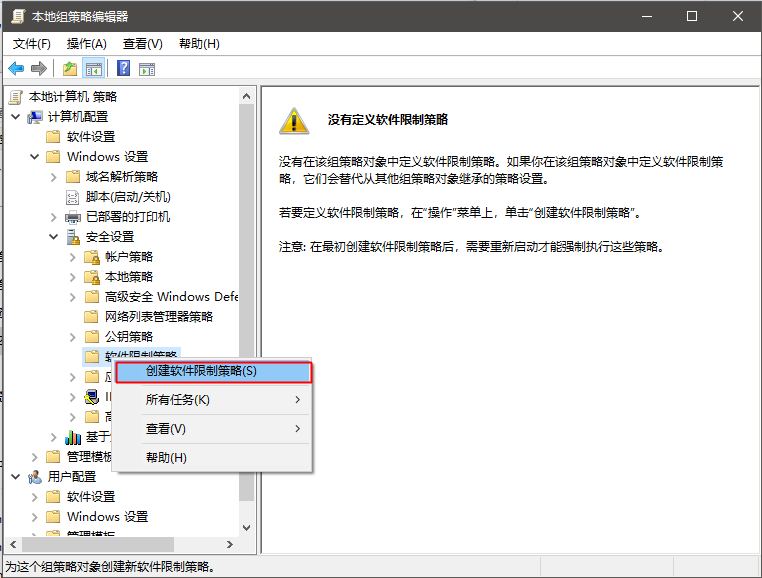 本地组策略编辑器
文件(F) 操作(A) 查看(V) 帮助(H)
本地计算机 策略
计算机配置
软件设置
Windows 设置
域名解析策略
脚本(启动/关机)
已部署的打印机
安全设置
帐户策略
本地策略
高级安全 Windows Defe
网络列表管理器策略
公钥策略
软件限制策略
基于
管理模板
用户配置
软件设置
Windows 设置
管理模板
创建软件限制策略(S)
所有任务(K)
查看(V)
帮助(H)
没有定义软件限制策略
没有在该组策略对象中定义软件限制策略。如果你在该组策略对象中定义软件限制策
略，它们会替代从其他组策略对象继承的策略设置。
若要定义软件限制策略，在“操作”菜单上，单击“创建软件限制策略”。
注意: 在最初创建软件限制策略后，需要重新启动才能强制执行这些策略。
为这个组策略对象创建新软件限制策略。